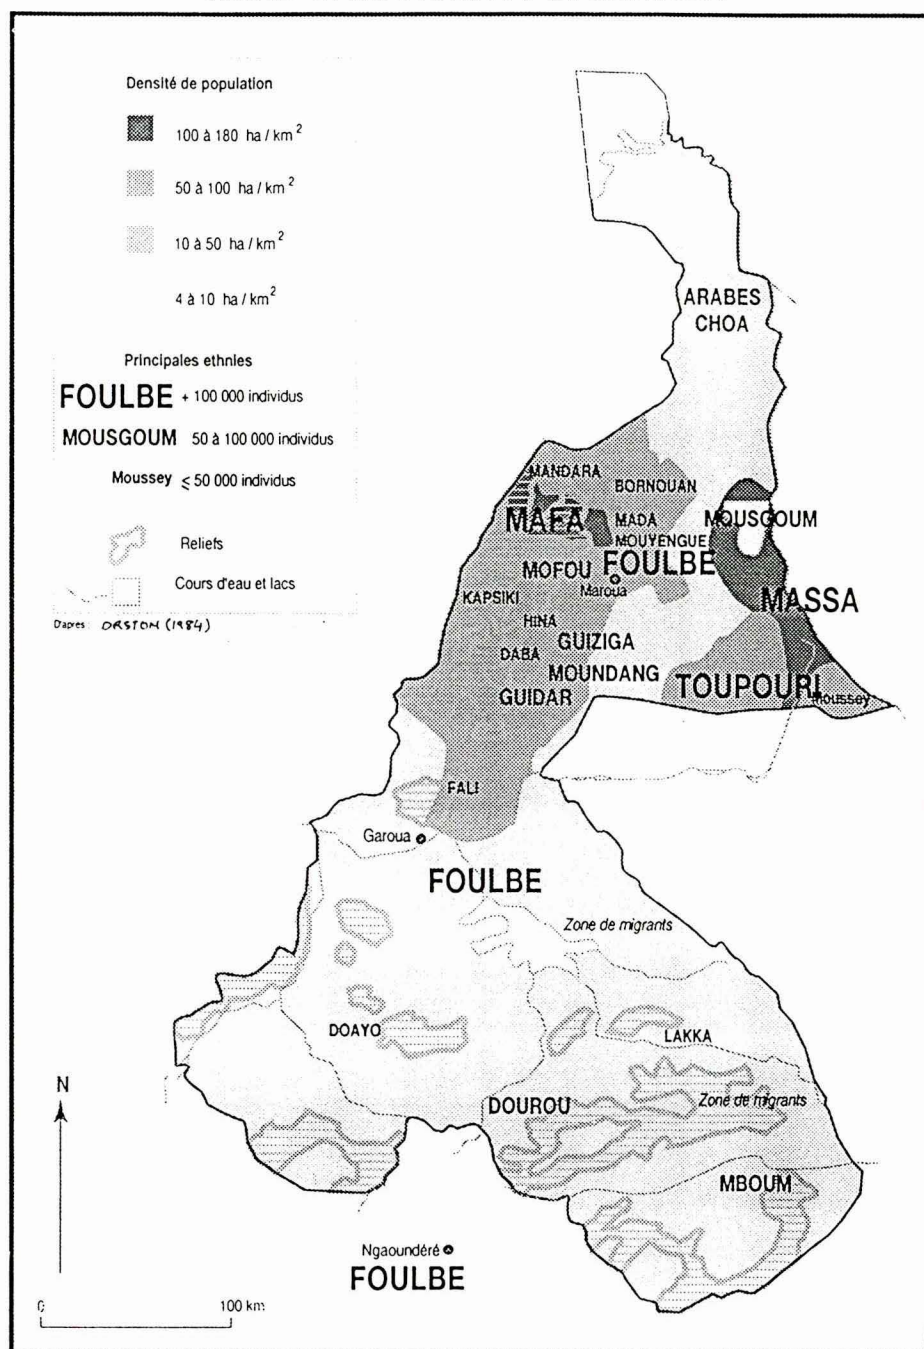 Densité de population
100 à 180 ha / km²
50 à 100 ha / km²
10 à 50 ha / km²
4 à 10 ha / km²
Principales ethnies
FOULBE + 100 000 individus
MOUSGOUM 50 à 100 000 individus
Moussey ≤ 50 000 individus
Reliefs
Cours d'eau et lacs
D'après : ORSTOM (1984)
ARABES
CHOA
MANDARA
BORNOUAN
MAFA
MADA
MOUSGOUM
MOUYENGUE
MOFOU
FOULBE
Maroua
KAPSIKI
MASSA
HINA
GUIZIGA
DABA
MOUNDANG
GUIDAR
TOUPOURI
Moussey
FALI
Garoua
FOULBE
Zone de migrants
DOAYO
LAKKA
DOUROU
Zone de migrants
MBOUM
N
Ngaoundéré
FOULBE
0 100 km